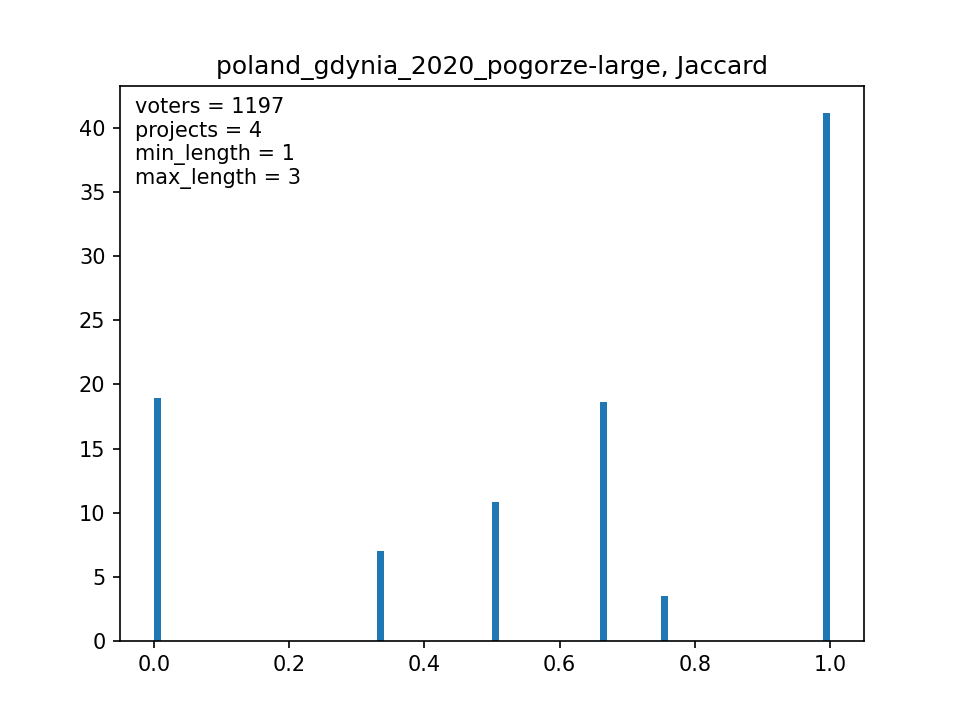 poland_gdynia_2020_pogorze-large, Jaccard
voters = 1197
projects = 4
min_length = 1
max_length = 3
40
35
30
25
20
15
10
5
0
0.0 0.2 0.4 0.6 0.8 1.0